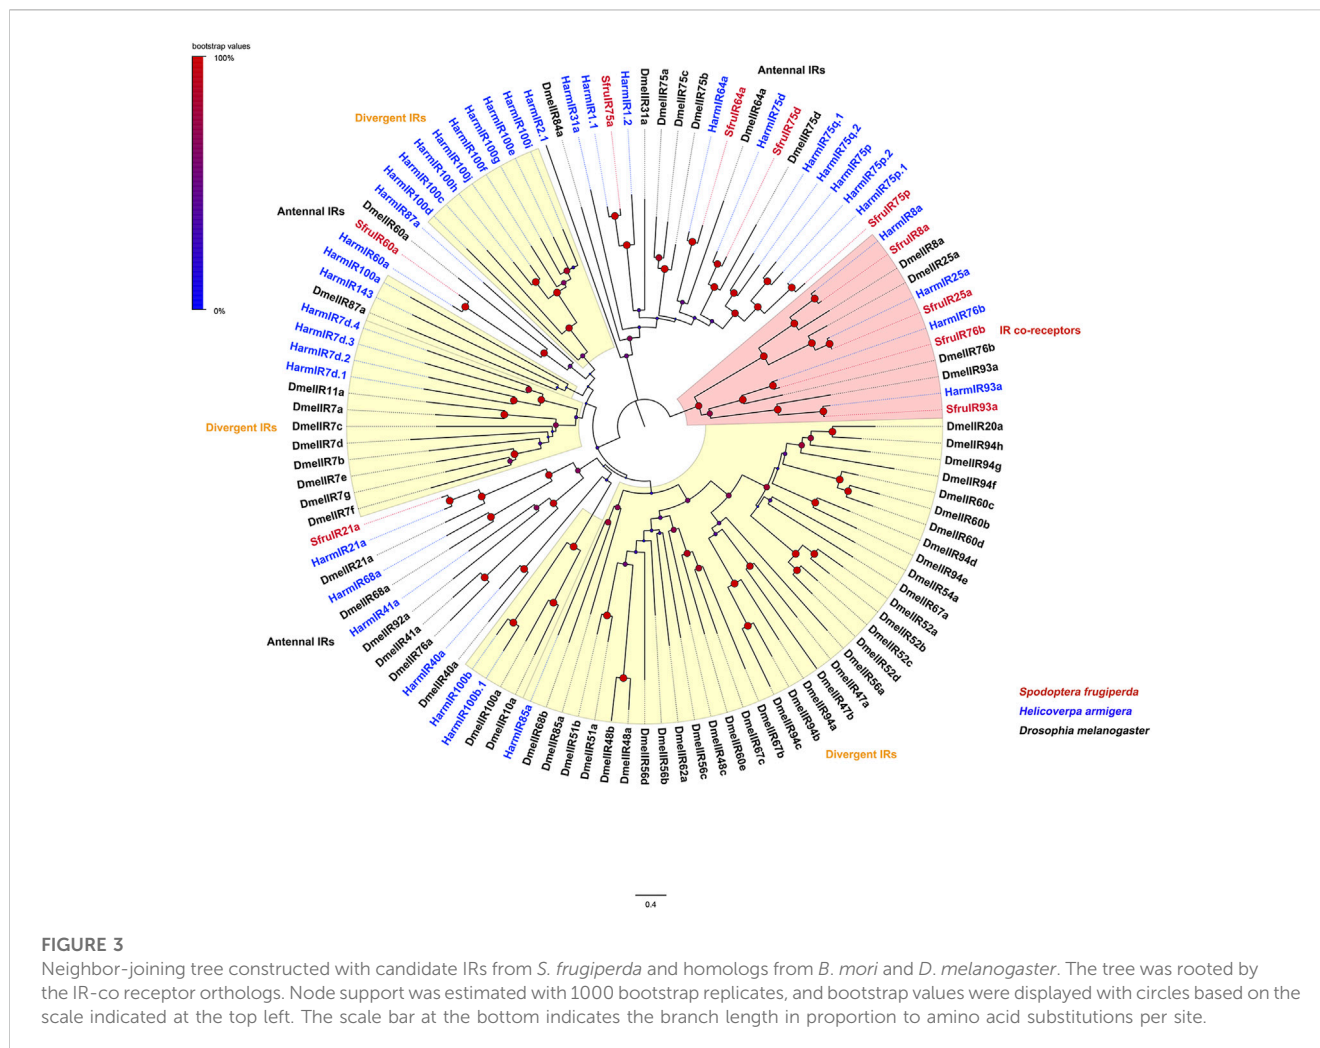 bootstrap values
100%
0%
Divergent IRs
Antennal IRs
Antennal IRs
IR co-receptors
Divergent IRs
Antennal IRs
Divergent IRs
HarmIR2.1
DmelIR84a
HarmIR31a
HarmIR1.1
SfruIR75a
HarmIR1.2
DmelIR31a
DmelIR75a
DmelIR75c
DmelIR75b
HarmIR64a
SfruIR64a
DmelIR64a
HarmIR75d
SfruIR75d
DmelIR75d
HarmIR75q.1
HarmIR75q.2
HarmIR75p
HarmIR75p.2
HarmIR75p.1
SfruIR75p
HarmIR8a
SfruIR8a
DmelIR8a
DmelIR25a
HarmIR25a
SfruIR25a
HarmIR76b
SfruIR76b
DmelIR76b
DmelIR93a
HarmIR93a
SfruIR93a
DmelIR20a
DmelIR94h
DmelIR94g
DmelIR94f
DmelIR60c
DmelIR60b
DmelIR60d
DmelIR94d
DmelIR94e
DmelIR54a
DmelIR67a
DmelIR52a
DmelIR52b
DmelIR52c
DmelIR52d
DmelIR56a
DmelIR47a
DmelIR47b
DmelIR94a
DmelIR94b
DmelIR94c
DmelIR67b
DmelIR67c
DmelIR60e
DmelIR48c
DmelIR56c
DmelIR62a
DmelIR56b
DmelIR56d
DmelIR48a
DmelIR48b
DmelIR51a
DmelIR51b
DmelIR85a
DmelIR68b
HarmIR85a
DmelIR10a
DmelIR100a
HarmIR100b.1
HarmIR100b
DmelIR40a
HarmIR40a
DmelIR76a
DmelIR41a
DmelIR92a
HarmIR41a
DmelIR68a
HarmIR68a
DmelIR21a
HarmIR21a
SfruIR21a
DmelIR7f
DmelIR7g
DmelIR7e
DmelIR7b
DmelIR7d
DmelIR7c
DmelIR7a
DmelIR11a
HarmIR7d.1
HarmIR7d.2
HarmIR7d.3
HarmIR7d.4
DmelIR87a
HarmIR143
HarmIR100a
HarmIR60a
SfruIR60a
DmelIR60a
HarmIR87a
HarmIR100d
HarmIR100c
HarmIR100h
HarmIR100j
HarmIR100f
HarmIR100g
HarmIR100e
HarmIR100i
Spodoptera frugiperda
Helicoverpa armigera
Drosophia melanogaster
0.4
FIGURE 3
Neighbor-joining tree constructed with candidate IRs from S. frugiperda and homologs from B. mori and D. melanogaster. The tree was rooted by
the IR-co receptor orthologs. Node support was estimated with 1000 bootstrap replicates, and bootstrap values were displayed with circles based on the
scale indicated at the top left. The scale bar at the bottom indicates the branch length in proportion to amino acid substitutions per site.